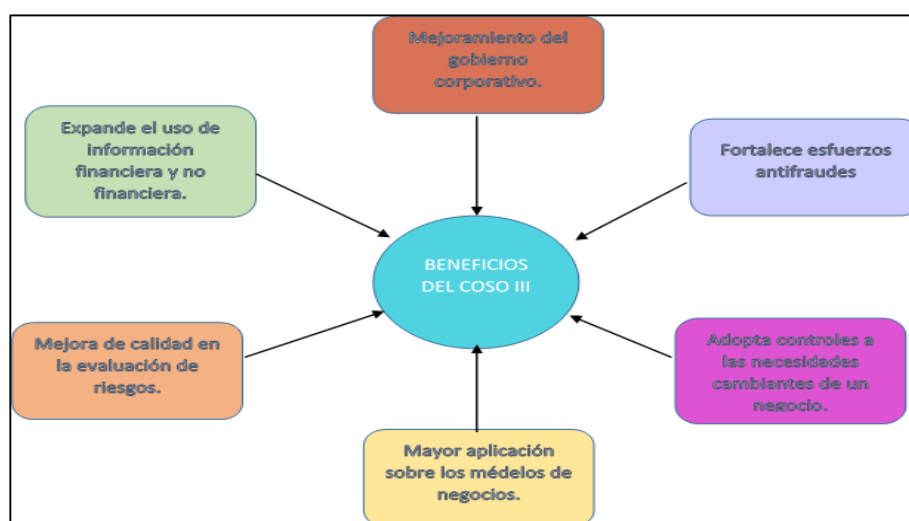 Mejoramiento del
gobierno
corporativo.
Expande el uso de
información
financiera y no
financiera.
Fortalece esfuerzos
antifraudes
BENEFICIOS
DEL COSO III
Mejora de calidad en
la evaluación de
riesgos.
Adopta controles a
las necesidades
cambiantes de un
negocio.
Mayor aplicación
sobre los médelos de
negocios.